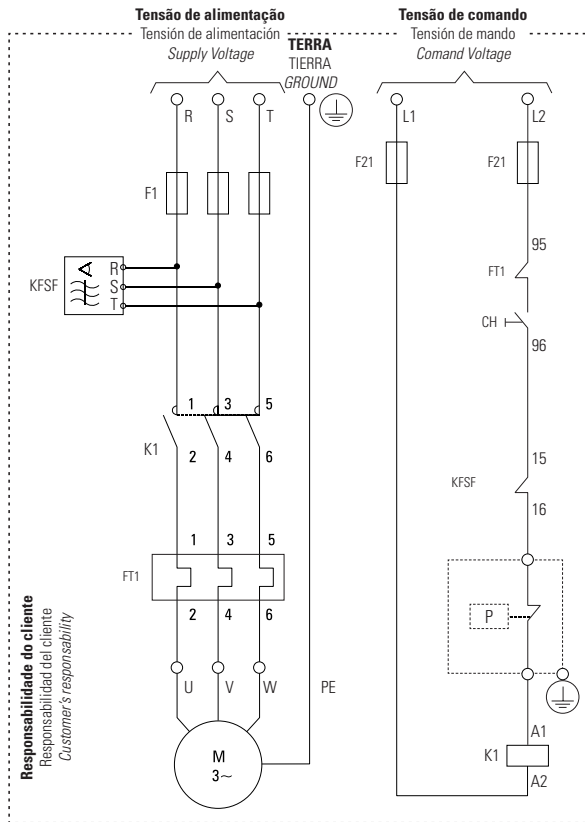 Tensão de alimentação
Tensión de alimentación
Supply Voltage
TERRA
TIERRA
GROUND
Tensão de comando
Tensión de mando
Comand Voltage
R S T
L1 L2
F1
F21 F21
KFSF
R
S
T
95
FT1
CH
96
1 3 5
K1
2 4 6
15
KFSF
16
1 3 5
FT1
2 4 6
P
U V W PE
M
3~
A1
K1
A2
Responsabilidade do cliente
Responsabilidad del cliente
Customer's responsability